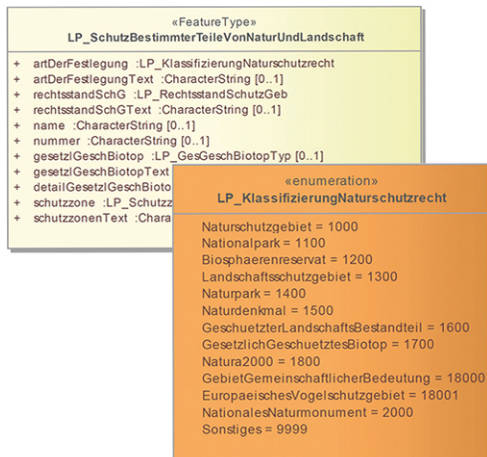 «FeatureType»
LP_SchutzBestimmterTeileVonNaturUndLandschaft
+ artDerFestlegung :LP_KlassifizierungNaturschutzrecht
+ artDerFestlegungText :CharacterString [0..1]
+ rechtsstandSchG :LP_RechtsstandSchutzGeb
+ rechtsstandSchGText :CharacterString [0..1]
+ name :CharacterString [0..1]
+ nummer :CharacterString [0..1]
+ gesetzlGeschBiotop :LP_GesGeschBiotopTyp [0..1]
+ gesetzlGeschBiotopText
+ detailGesetzlGeschBioto
+ schutzzone :LP_Schutzz
+ schutzzonenText :Chara
«enumeration»
LP_KlassifizierungNaturschutzrecht
Naturschutzgebiet = 1000
Nationalpark = 1100
Biosphaerenreservat = 1200
Landschaftsschutzgebiet = 1300
Naturpark = 1400
Naturdenkmal = 1500
GeschuetzterLandschaftsBestandteil = 1600
GesetzlichGeschuetztesBiotop = 1700
Natura2000 = 1800
GebietGemeinschaftlicherBedeutung = 18000
EuropaeischesVogelschutzgebiet = 18001
NationalesNaturmonument = 2000
Sonstiges = 9999